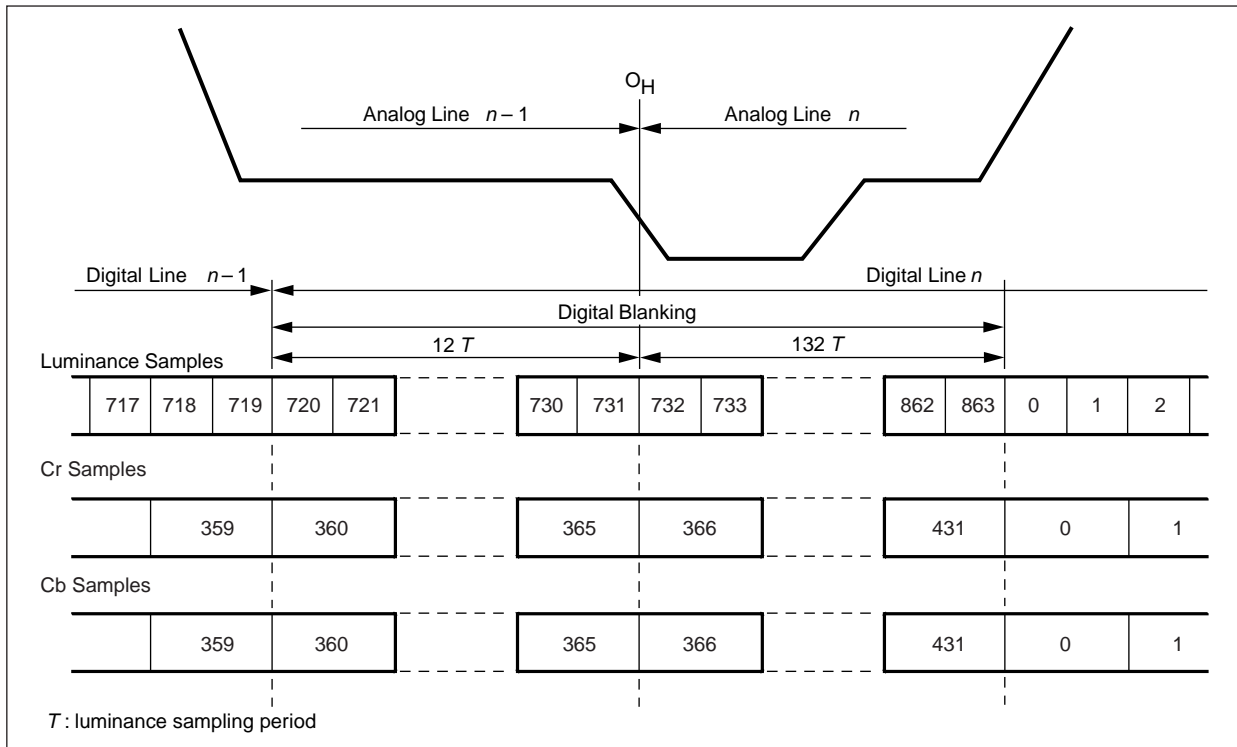 O_H
Analog Line n – 1 Analog Line n
Digital Line n – 1 Digital Line n
Digital Blanking
12 T 132 T
Luminance Samples
717 718 719 720 721 730 731 732 733 862 863 0 1 2
Cr Samples
359 360 365 366 431 0 1
Cb Samples
359 360 365 366 431 0 1
T : luminance sampling period